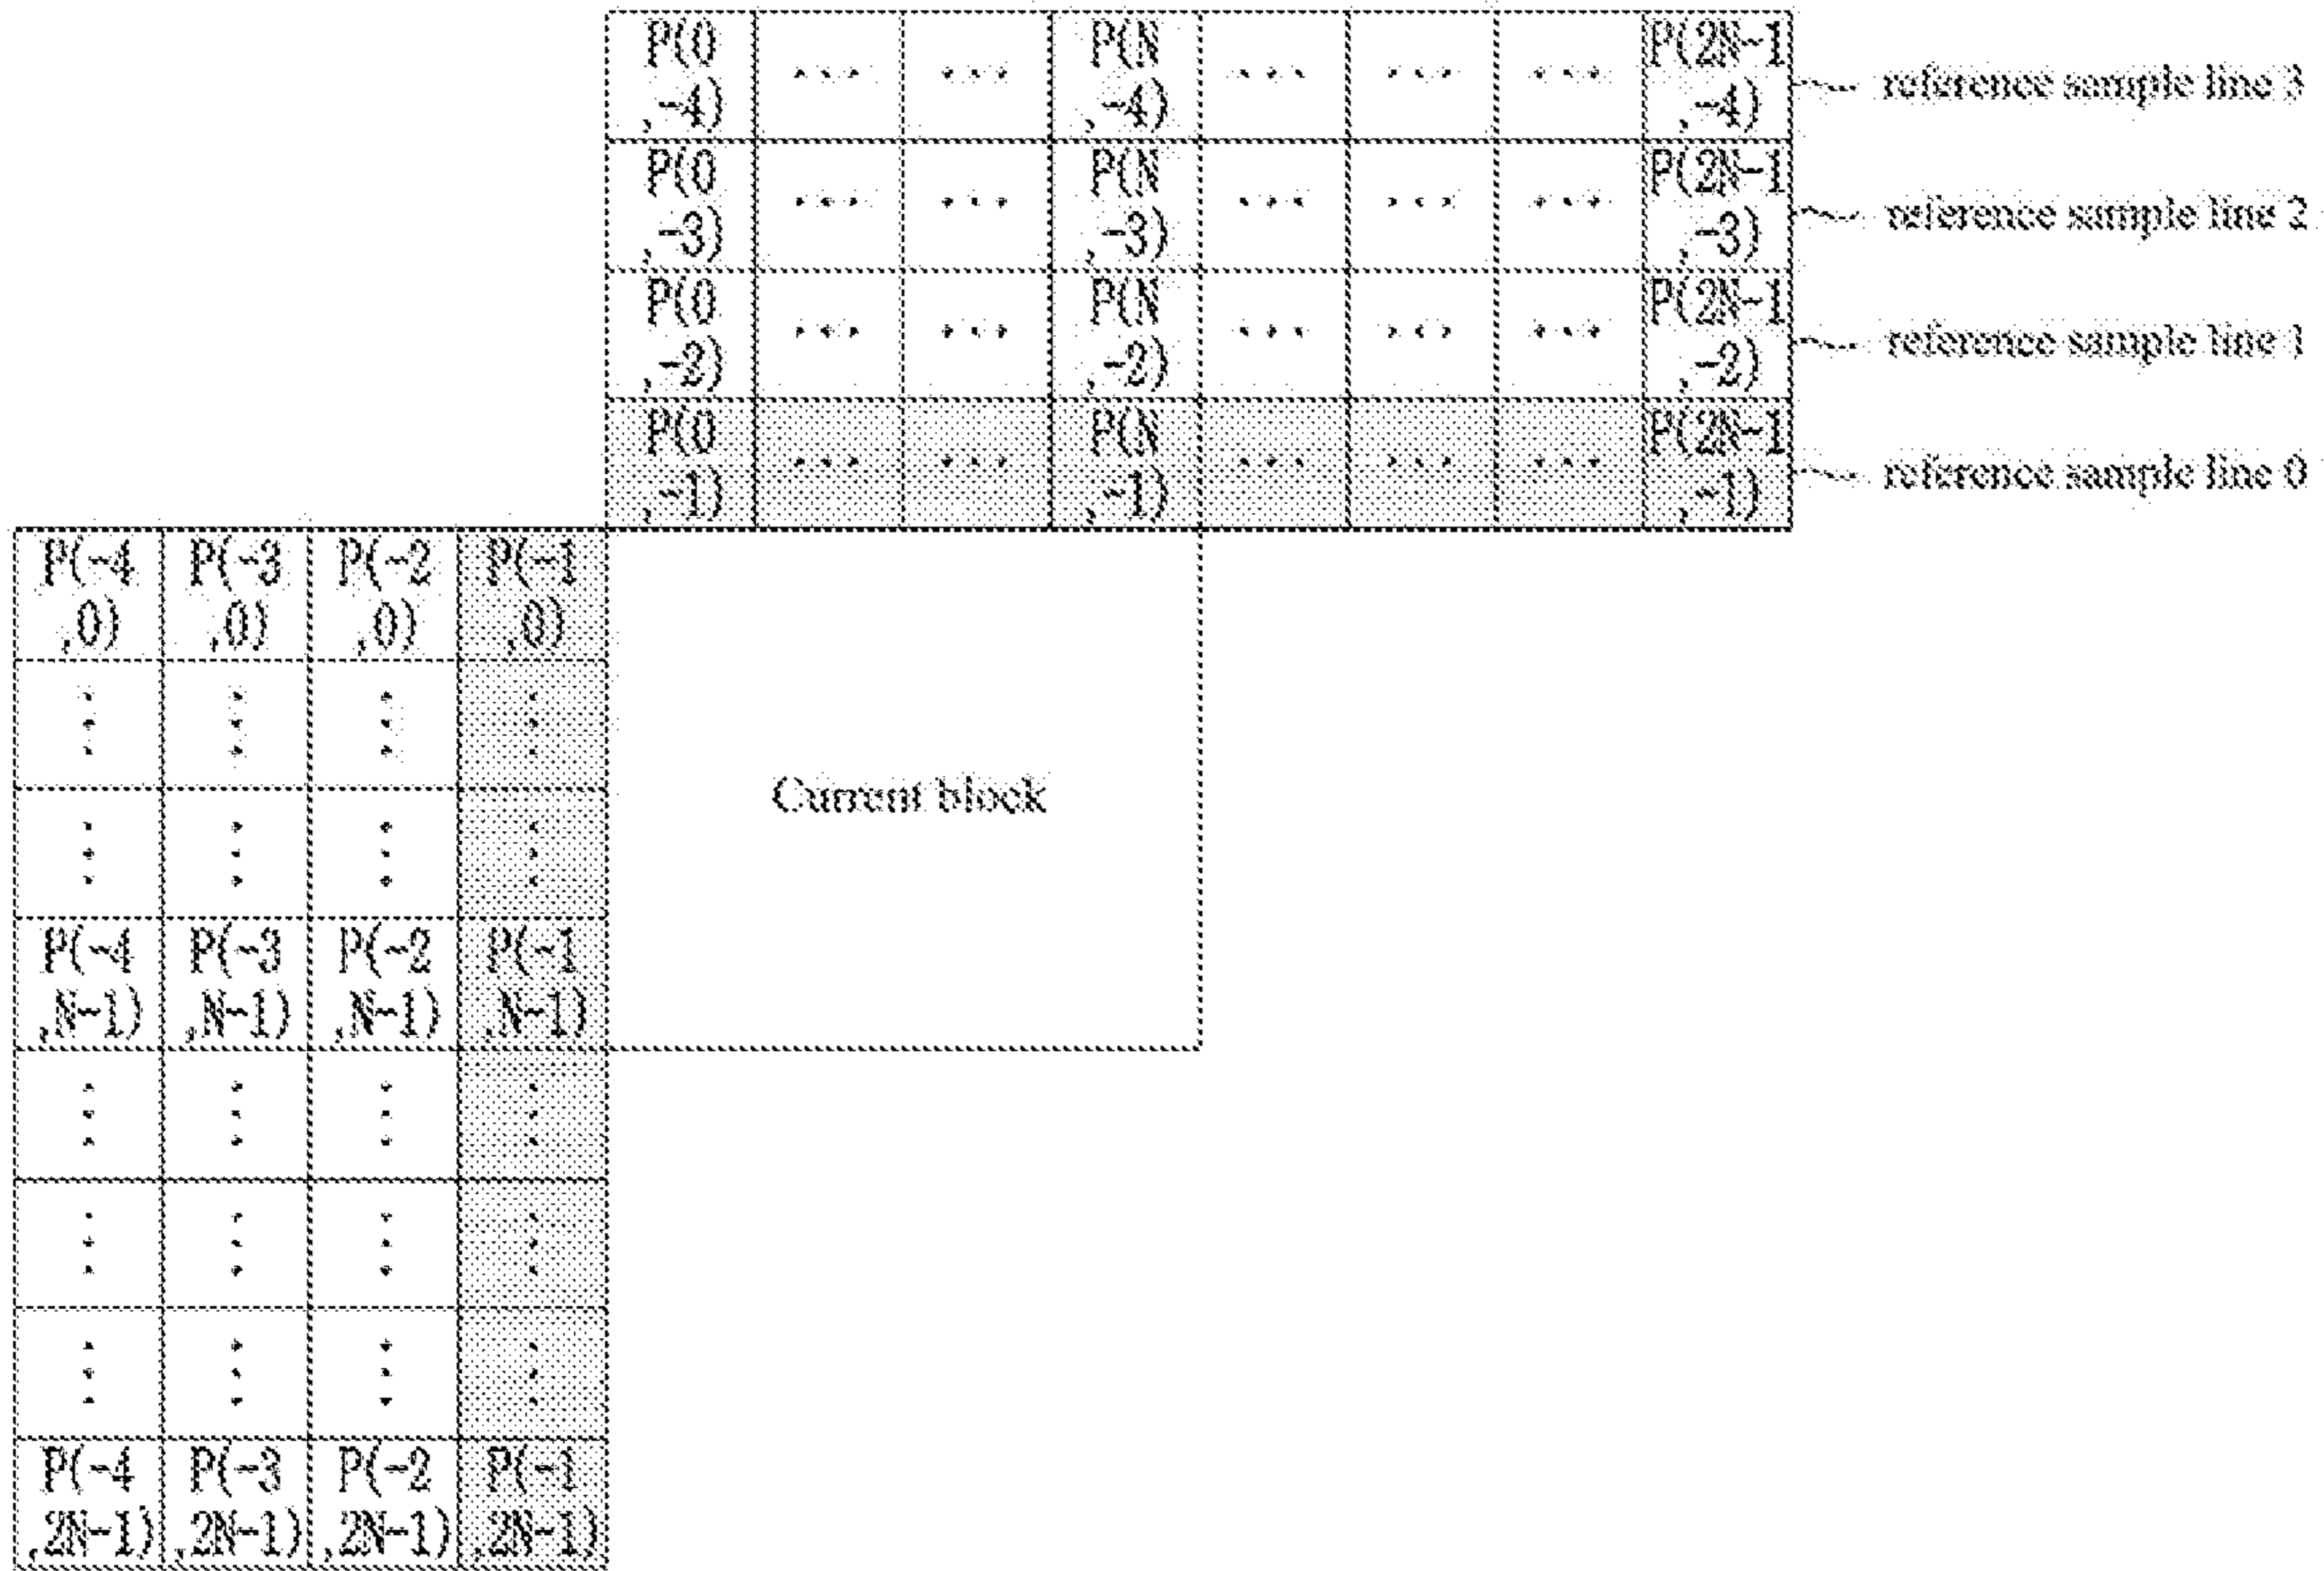 P(0 ,-4) ... ... P(N ,-4) ... ... ... P(2N-1 ,-4) reference sample line 3
P(0 ,-3) ... ... P(N ,-3) ... ... ... P(2N-1 ,-3) reference sample line 2
P(0 ,-2) ... ... P(N ,-2) ... ... ... P(2N-1 ,-2) reference sample line 1
P(0 ,-1) ... ... P(N ,-1) ... ... ... P(2N-1 ,-1) reference sample line 0
P(-4 ,0) P(-3 ,0) P(-2 ,0) P(-1 ,0)
⋮ ⋮ ⋮ ⋮
Current block
⋮ ⋮ ⋮ ⋮
P(-4 ,N-1) P(-3 ,N-1) P(-2 ,N-1) P(-1 ,N-1)
⋮ ⋮ ⋮ ⋮
⋮ ⋮ ⋮ ⋮
⋮ ⋮ ⋮ ⋮
P(-4 ,2N-1) P(-3 ,2N-1) P(-2 ,2N-1) P(-1 ,2N-1)